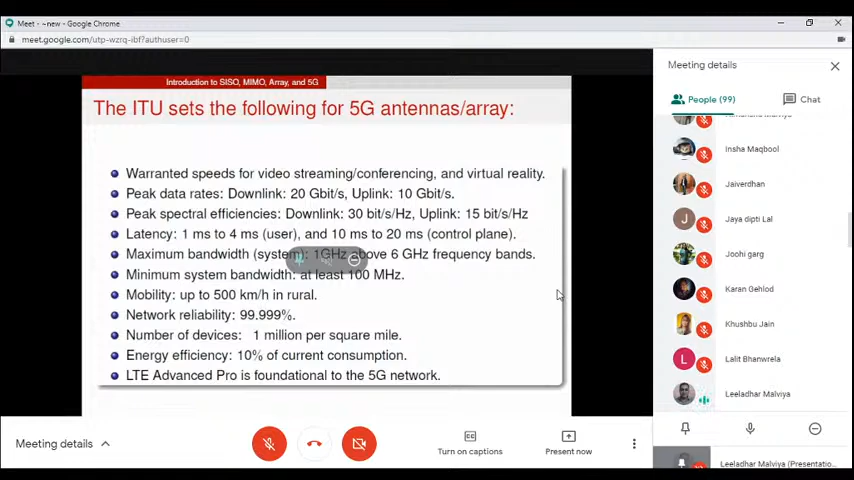 Meet - ~new - Google Chrome
meet.google.com/utp-wzrq-ibf?authuser=0
Introduction to SISO, MIMO, Array, and 5G
The ITU sets the following for 5G antennas/array:
Warranted speeds for video streaming/conferencing, and virtual reality.
Peak data rates: Downlink: 20 Gbit/s, Uplink: 10 Gbit/s.
Peak spectral efficiencies: Downlink: 30 bit/s/Hz, Uplink: 15 bit/s/Hz
Latency: 1 ms to 4 ms (user), and 10 ms to 20 ms (control plane).
Maximum bandwidth (system): 1GHz above 6 GHz frequency bands.
Minimum system bandwidth: at least 100 MHz.
Mobility: up to 500 km/h in rural.
Network reliability: 99.999%.
Number of devices: 1 million per square mile.
Energy efficiency: 10% of current consumption.
LTE Advanced Pro is foundational to the 5G network.
Meeting details
People (99)
Chat
Insha Maqbool
Jaiverdhan
J
Jaya dipti Lal
Joohi garg
Karan Gehlod
Khushbu Jain
L
Lalit Bhanwrela
Leeladhar Malviya
Leeladhar Malviya (Presentatio...
Meeting details
Turn on captions
Present now